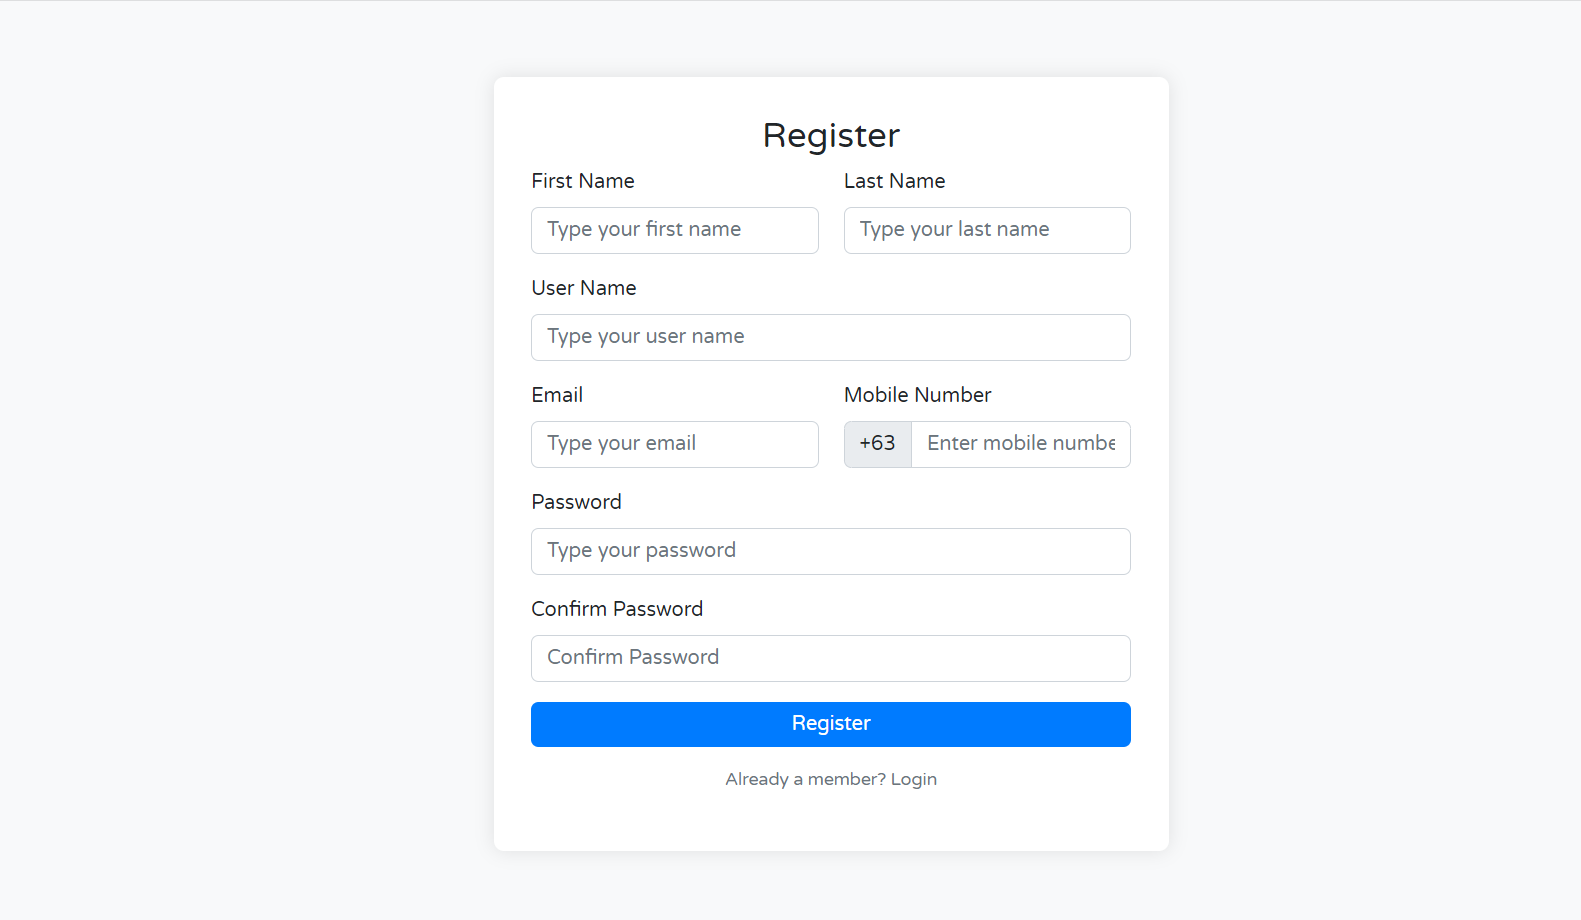 Register
First Name Last Name
Type your first name Type your last name
User Name
Type your user name
Email Mobile Number
Type your email +63 Enter mobile numbe
Password
Type your password
Confirm Password
Confirm Password
Register
Already a member? Login